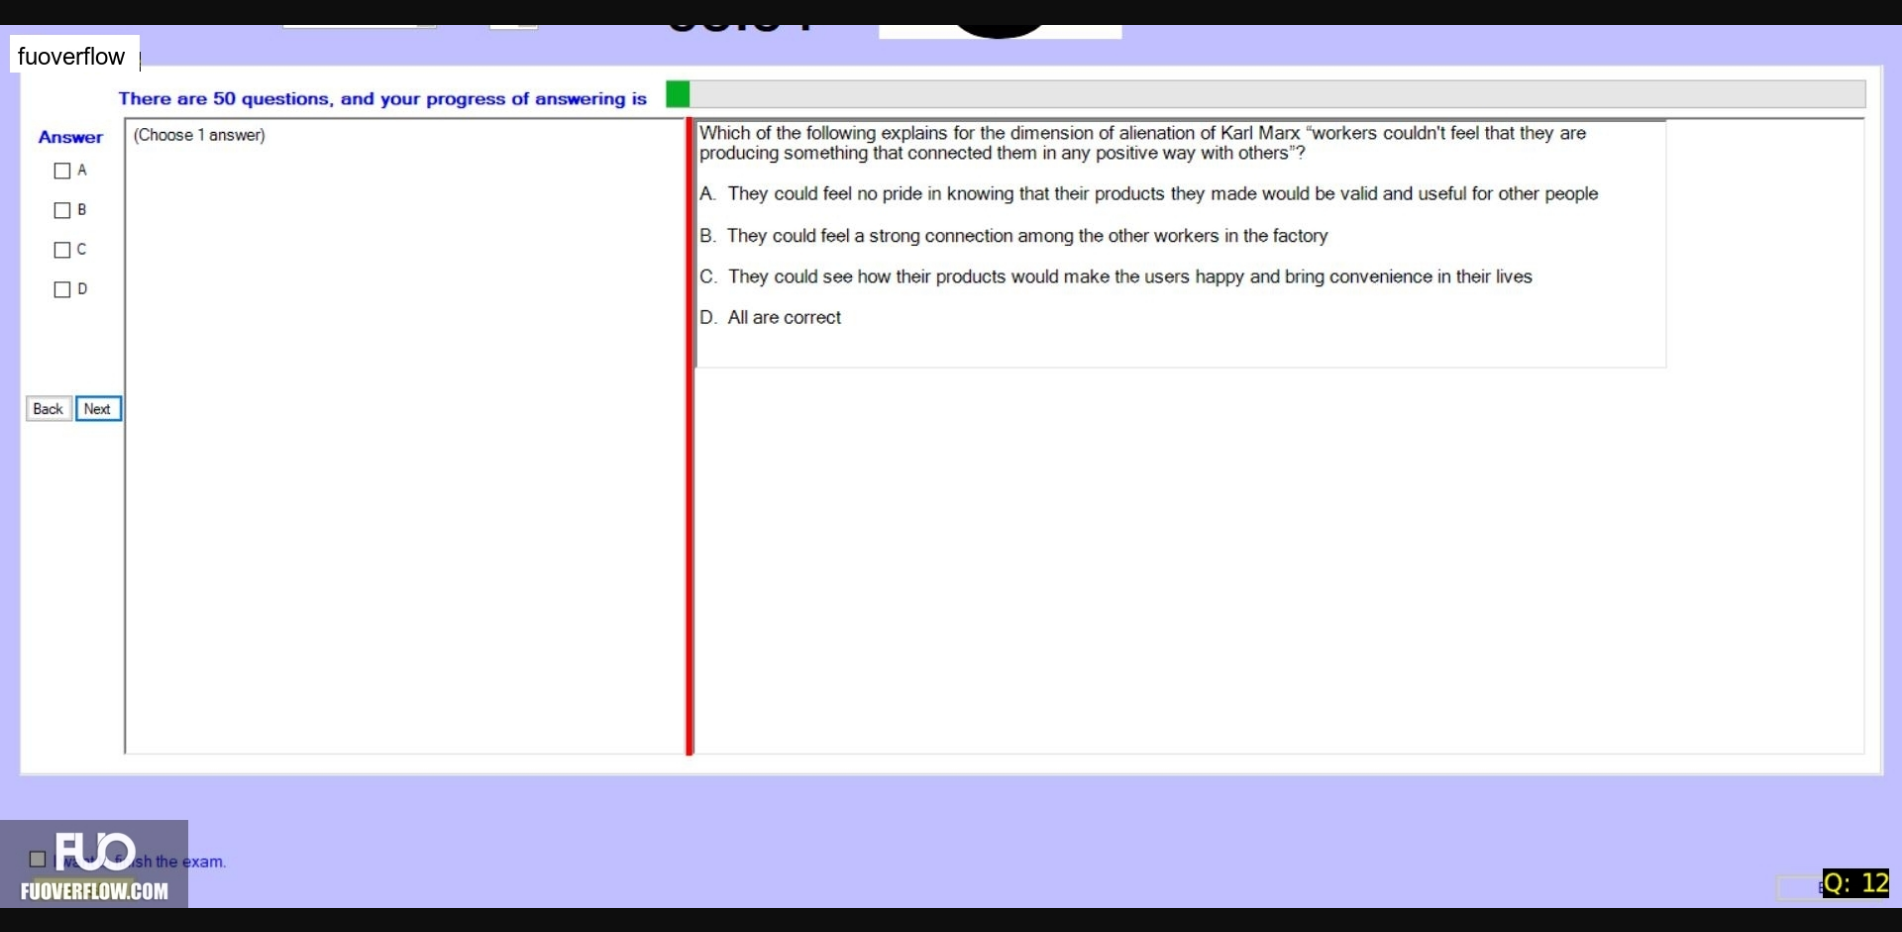 fuoverflow
There are 50 questions, and your progress of answering is
Answer
(Choose 1 answer)
A
B
C
D
Back Next
Which of the following explains for the dimension of alienation of Karl Marx “workers couldn't feel that they are
producing something that connected them in any positive way with others”?
A. They could feel no pride in knowing that their products they made would be valid and useful for other people
B. They could feel a strong connection among the other workers in the factory
C. They could see how their products would make the users happy and bring convenience in their lives
D. All are correct
FUO
the exam.
FUOVERFLOW.COM
Q: 12